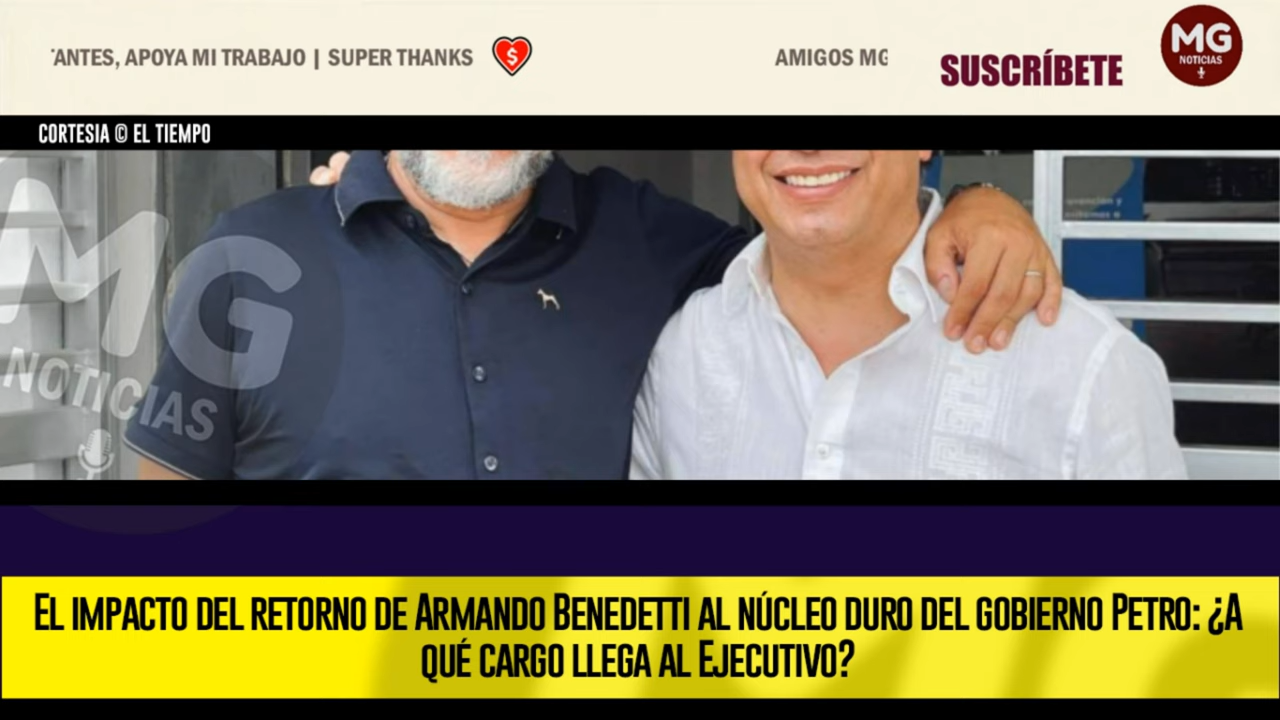 TANTES, APOYA MI TRABAJO | SUPER THANKS
AMIGOS MG
SUSCRÍBETE
MG
NOTICIAS
CORTESIA © EL TIEMPO
MG
NOTICIAS
El impacto del retorno de Armando Benedetti al núcleo duro del gobierno Petro: ¿A
qué cargo llega al Ejecutivo?